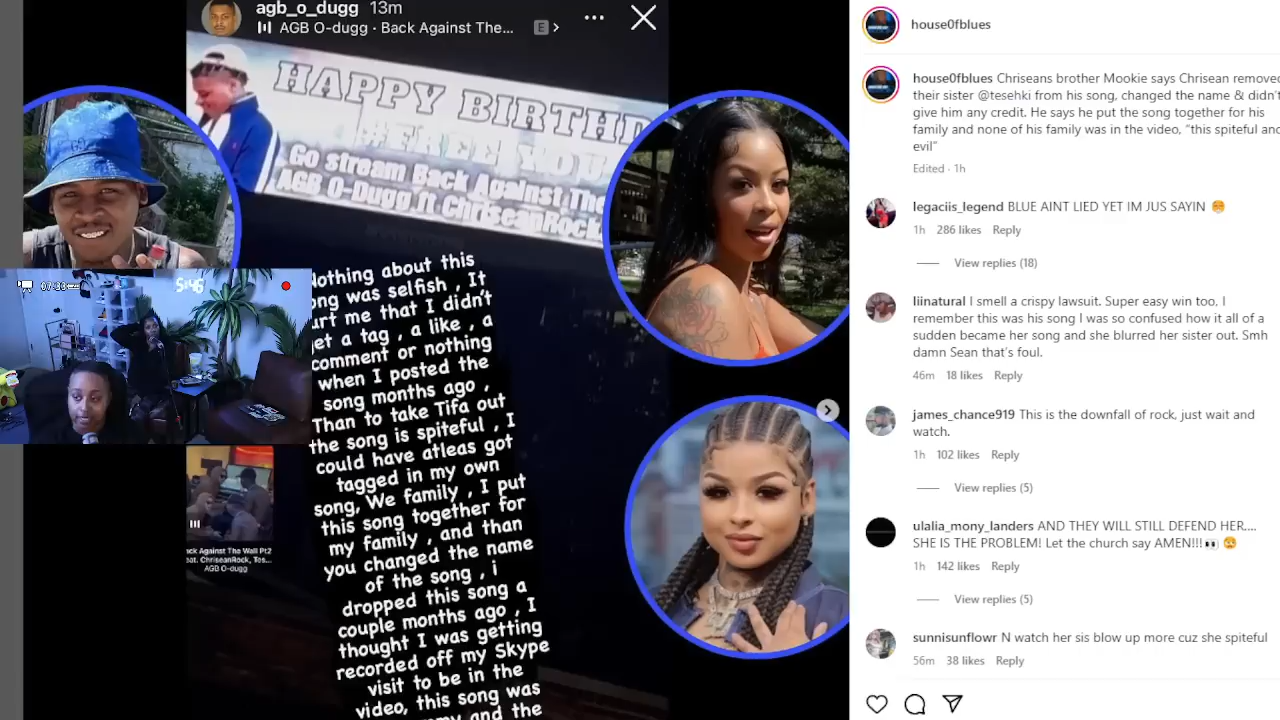 agb_o_dugg 13m
AGB O-dugg · Back Against The... E >
HAPPY BIRTHD
Go stream Back Against The
AGB O-Dugg ft ChriseanRock,
Nothing about this
song was selfish , It
hurt me that I didn't
get a tag , a like , a
comment or nothing
when I posted the
song months ago ,
Than to take Tifa out
the song is spiteful , I
could have atleas got
tagged in my own
song, We family , I put
this song together for
my family , and than
you changed the name
of the song , i
dropped this song a
couple months ago , I
thought I was getting
recorded off my Skype
visit to be in the
video, this song was
and the
5:46
ack Against The Wall Pt2
eat. ChriseanRock, Tes...
AGB O-dugg
house0fblues
house0fblues Chriseans brother Mookie says Chrisean removed
their sister @tesehki from his song, changed the name & didn't
give him any credit. He says he put the song together for his
family and none of his family was in the video, "this spiteful and
evil"
Edited · 1h
legaciis_legend BLUE AINT LIED YET IM JUS SAYIN 😁
1h 286 likes Reply
View replies (18)
liinatural I smell a crispy lawsuit. Super easy win too, I
remember this was his song I was so confused how it all of a
sudden became her song and she blurred her sister out. Smh
damn Sean that's foul.
46m 18 likes Reply
james_chance919 This is the downfall of rock, just wait and
watch.
1h 102 likes Reply
View replies (5)
ulalia_mony_landers AND THEY WILL STILL DEFEND HER....
SHE IS THE PROBLEM! Let the church say AMEN!!!👀 😩
1h 142 likes Reply
View replies (5)
sunnisunflowr N watch her sis blow up more cuz she spiteful
56m 38 likes Reply